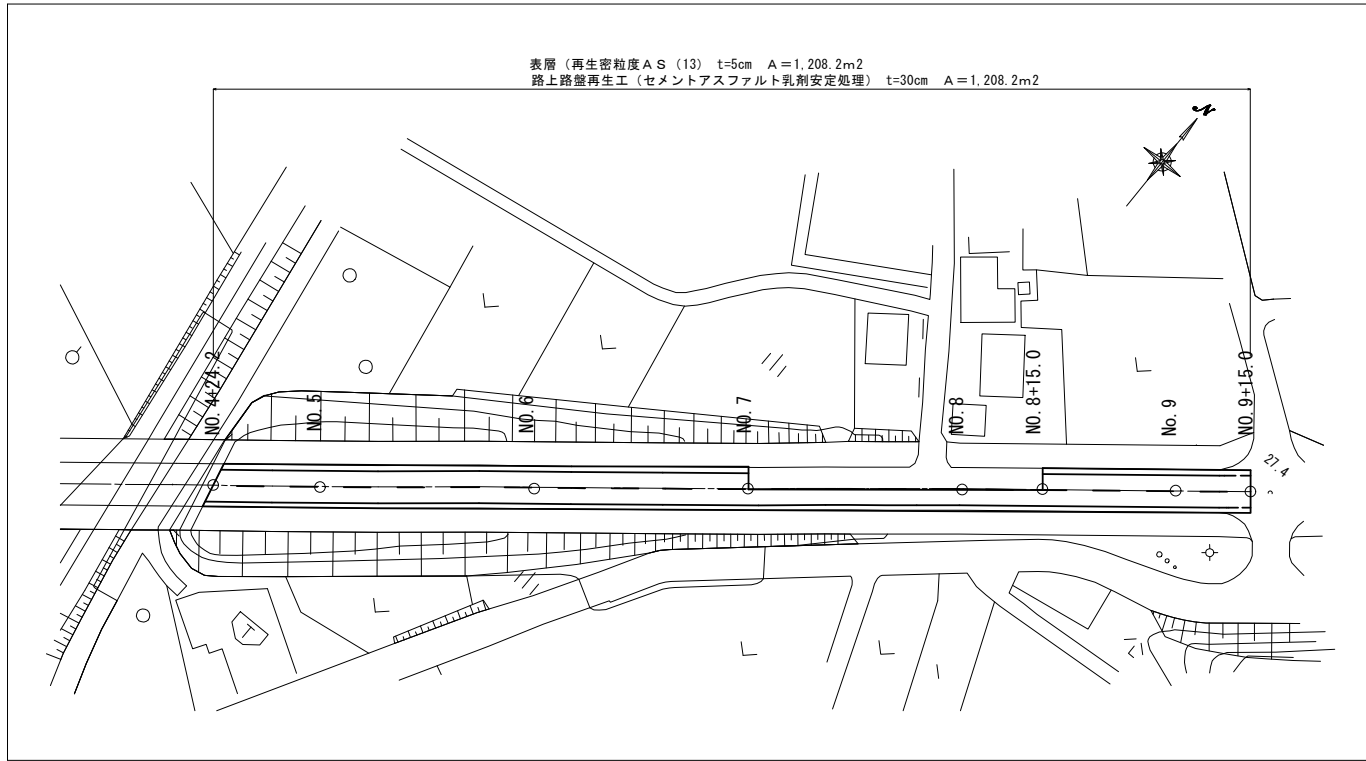 表層（再生密粒度ＡＳ（13） t=5cm A＝1,208.2m2
路上路盤再生工（セメントアスファルト乳剤安定処理） t=30cm A＝1,208.2m2
N
NO.4+24.2
NO.5
NO.6
NO.7
NO.8
NO.8+15.0
No.9
NO.9+15.0
27.4